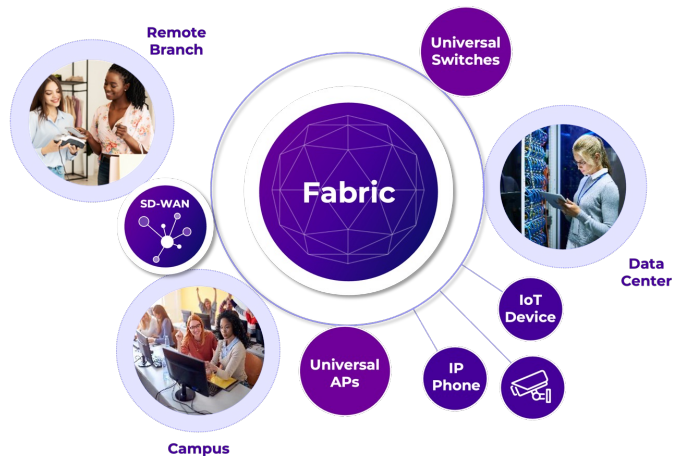 Remote
Branch
Universal
Switches
SD-WAN
Fabric
Data
Center
IoT
Device
Universal
APs
IP
Phone
Campus